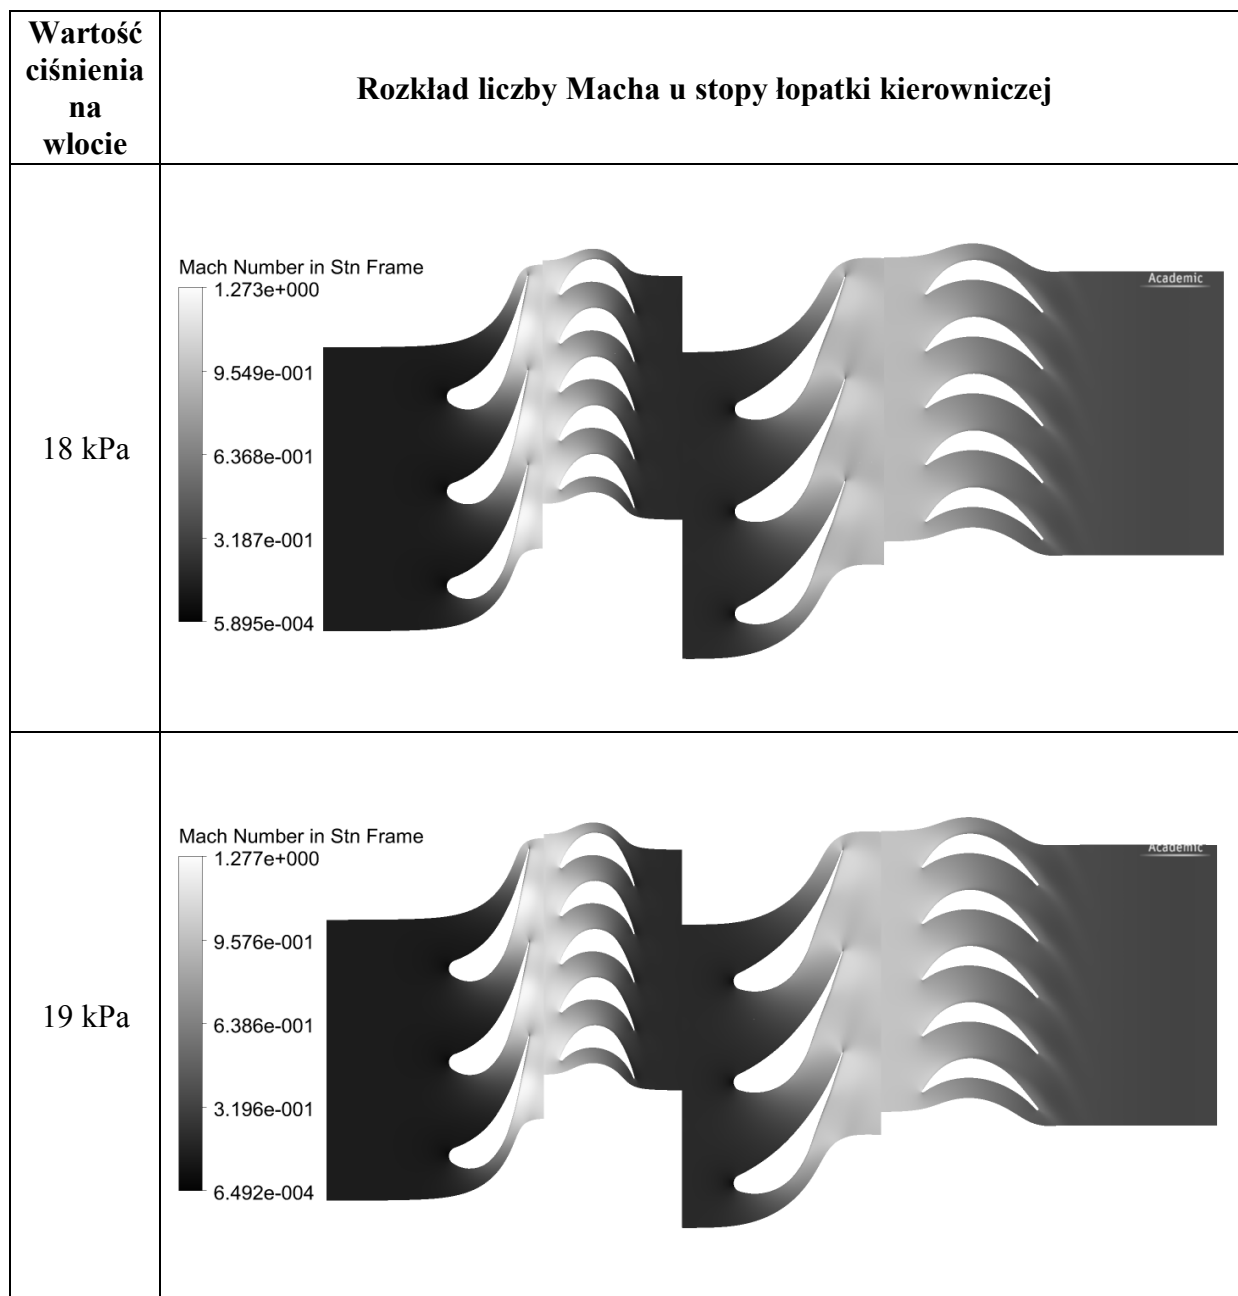 Wartość
ciśnienia
na
wlocie
Rozkład liczby Macha u stopy łopatki kierowniczej
18 kPa
Mach Number in Stn Frame
1.273e+000
9.549e-001
6.368e-001
3.187e-001
5.895e-004
Academic
19 kPa
Mach Number in Stn Frame
1.277e+000
9.576e-001
6.386e-001
3.196e-001
6.492e-004
Academic